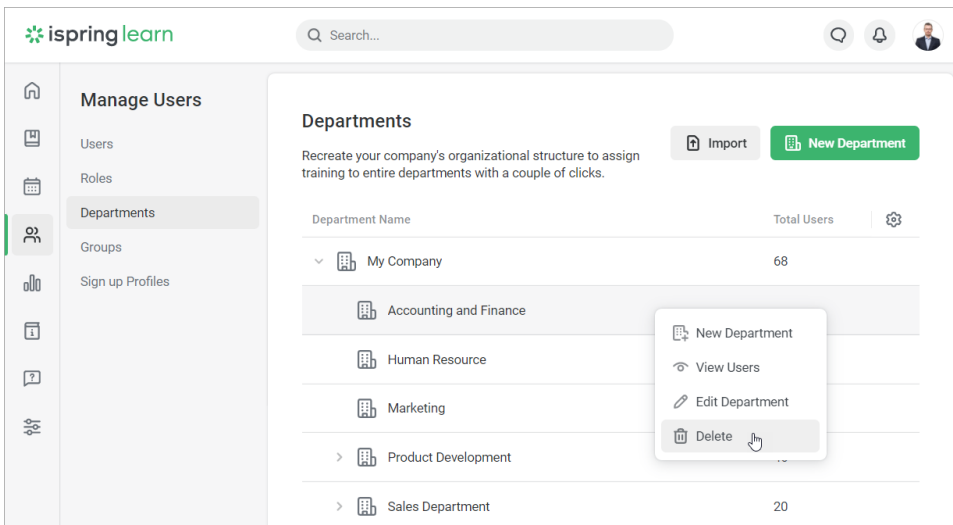 ispring learn
Search...
Manage Users
Users
Roles
Departments
Groups
Sign up Profiles
Departments
Recreate your company's organizational structure to assign
training to entire departments with a couple of clicks.
Import
New Department
Department Name Total Users
My Company 68
Accounting and Finance
Human Resource
Marketing
Product Development
Sales Department 20
New Department
View Users
Edit Department
Delete